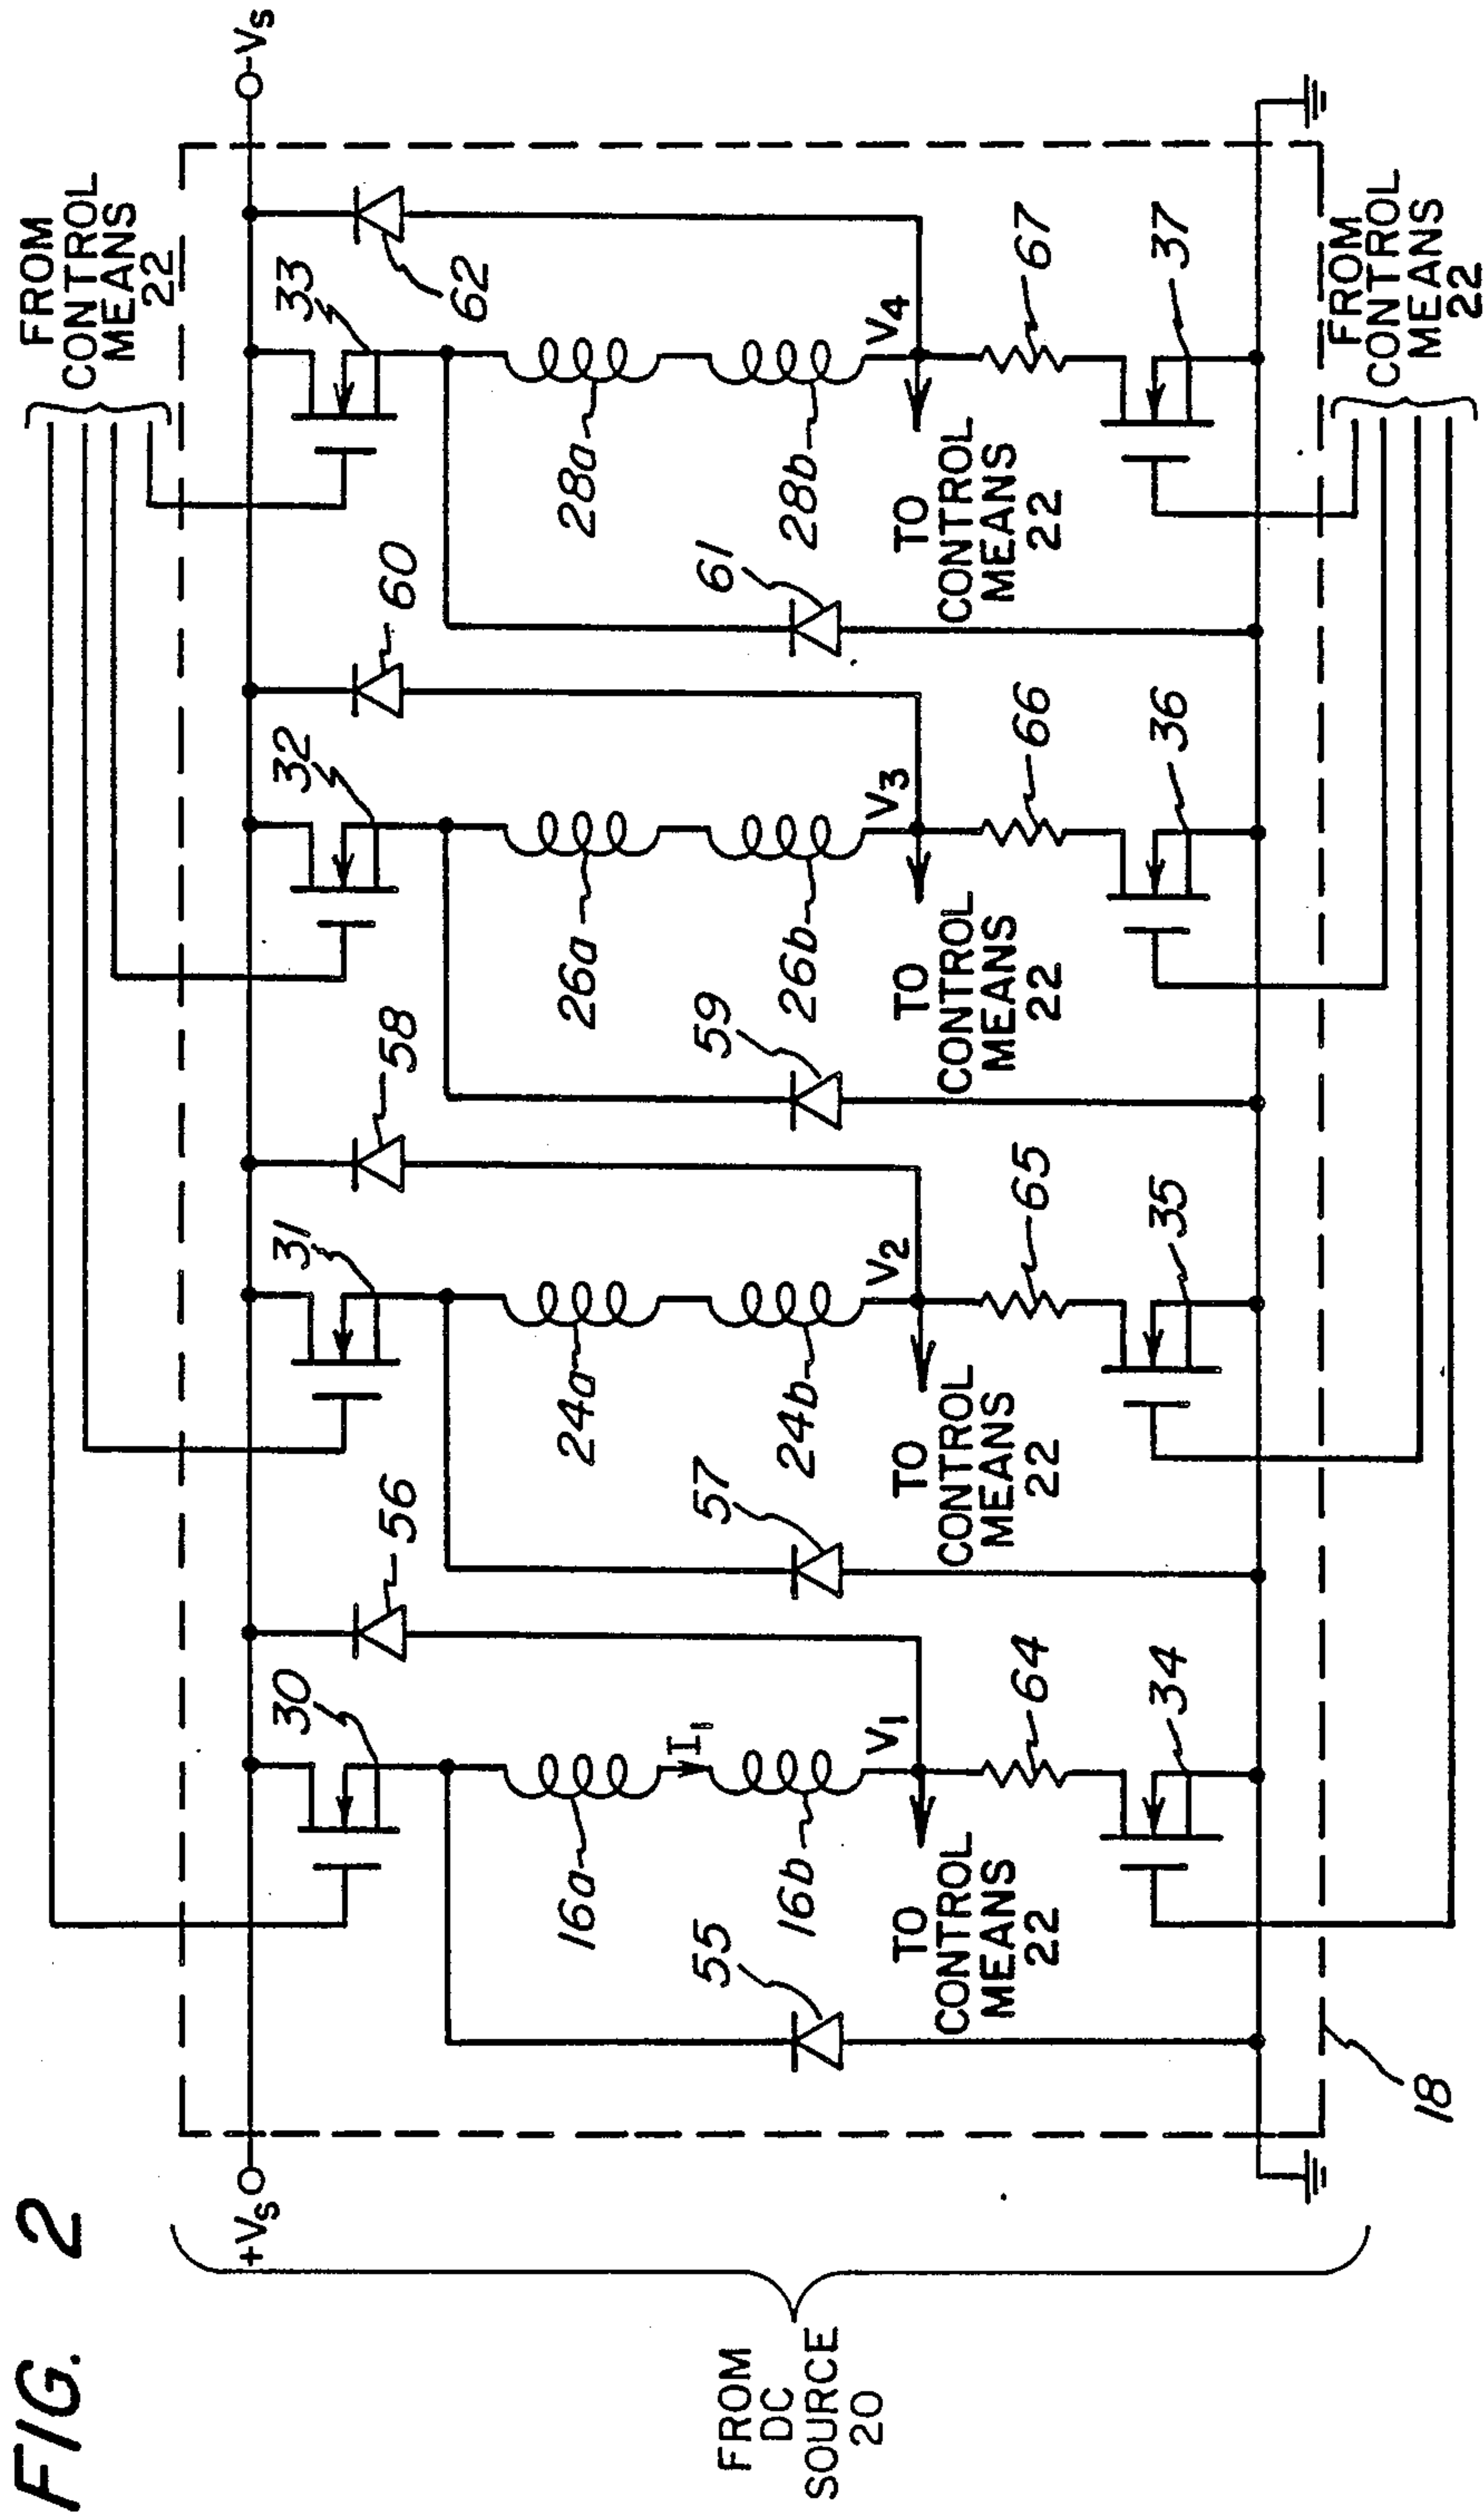 FIG. 2
FROM
CONTROL
MEANS
22
+Vs
-Vs
30
56
31
58
32
60
33
62
16a
24a
26a
28a
I1
55
16b
57
24b
59
26b
61
28b
V1
V2
V3
V4
TO
CONTROL
MEANS
22
TO
CONTROL
MEANS
22
TO
CONTROL
MEANS
22
TO
CONTROL
MEANS
22
64
65
66
67
34
35
36
37
FROM
DC
SOURCE
20
18
FROM
CONTROL
MEANS
22